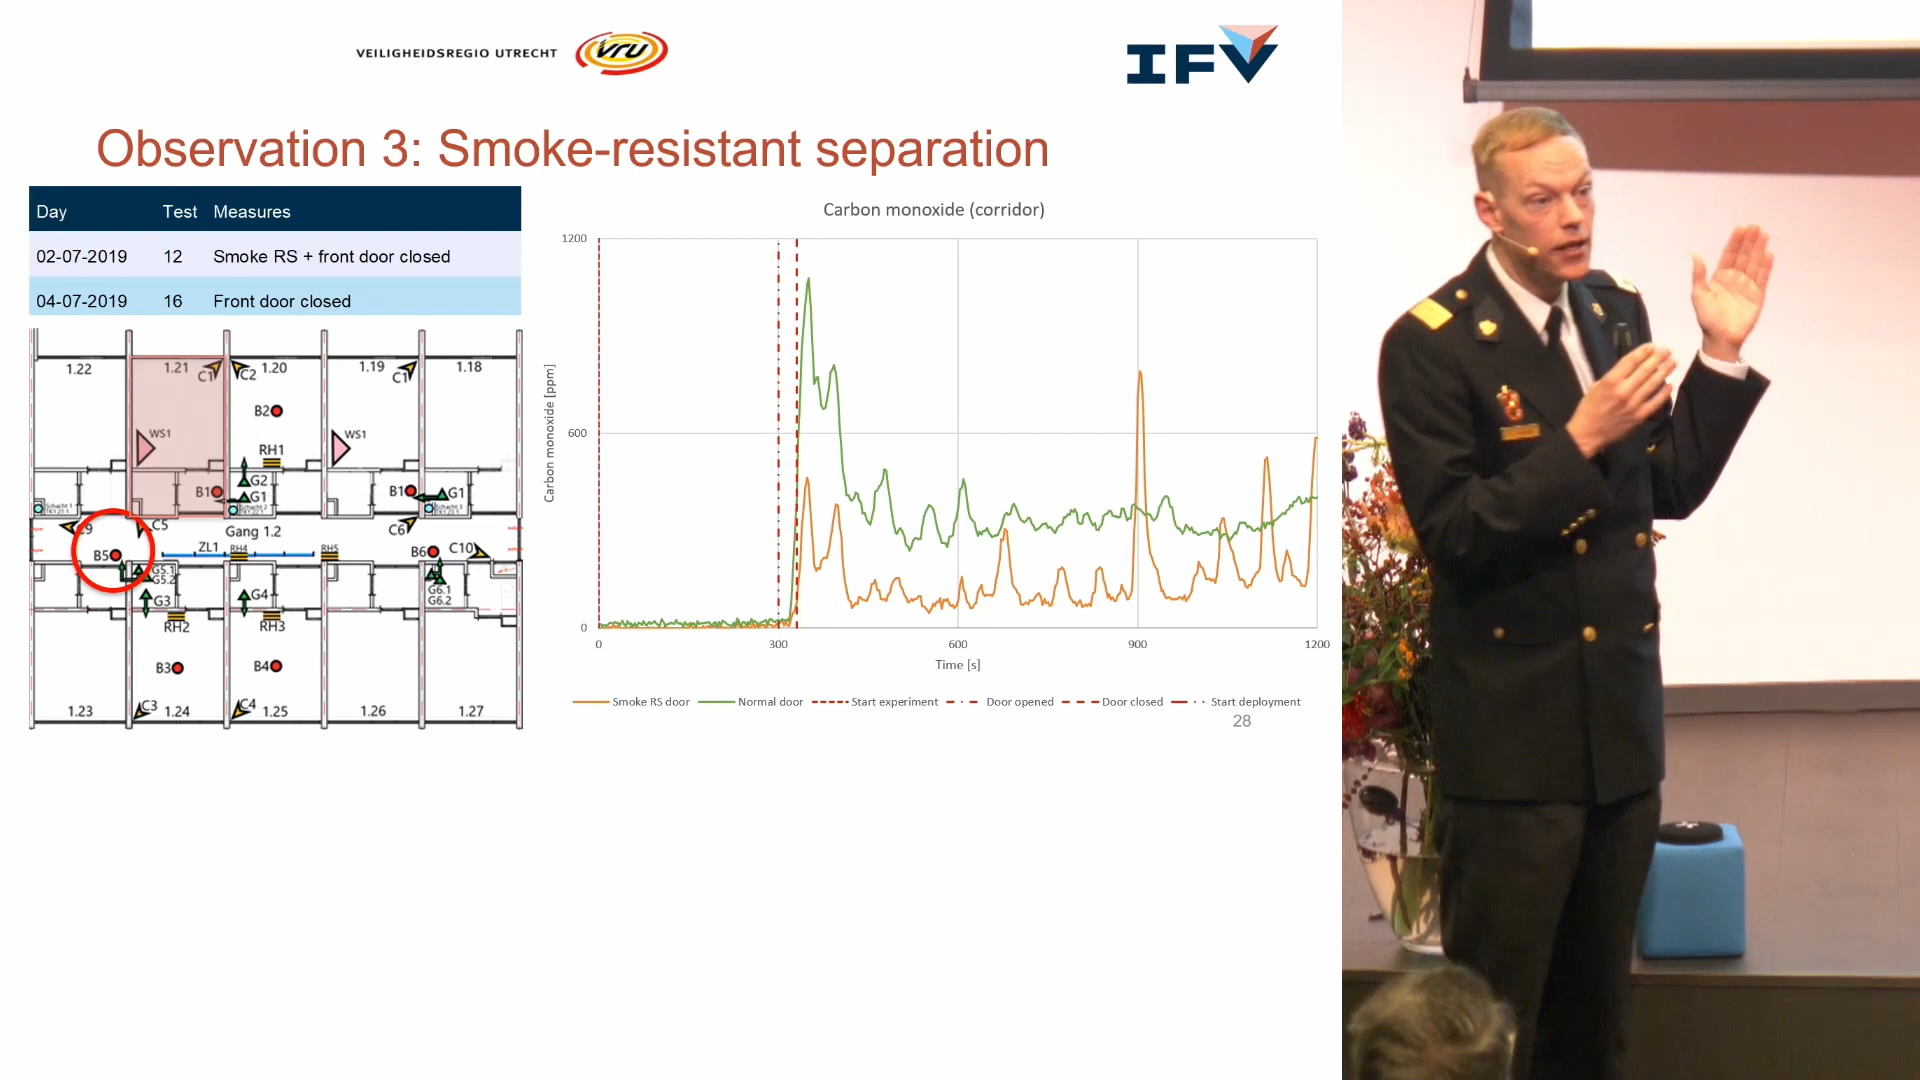 VEILIGHEIDSREGIO UTRECHT
vru
IFV
Observation 3: Smoke-resistant separation
Day Test Measures
02-07-2019 12 Smoke RS + front door closed
04-07-2019 16 Front door closed
1.22 1.21 C1 C2 1.20 1.19 C1 1.18
B2
WS1 WS1
RH1
G2
B1 G1 B1 G1
C9 C5 Gang 1.2 C6
B5 ZL1 RH4 RH5 B6 C10
G5.1
G5.2
G3 G4 G6.1
G6.2
RH2 RH3
B3 B4
1.23 C3 1.24 C4 1.25 1.26 1.27
Carbon monoxide (corridor)
Carbon monoxide [ppm]
1200
600
0
0 300 600 900 1200
Time [s]
Smoke RS door Normal door Start experiment Door opened Door closed Start deployment
28